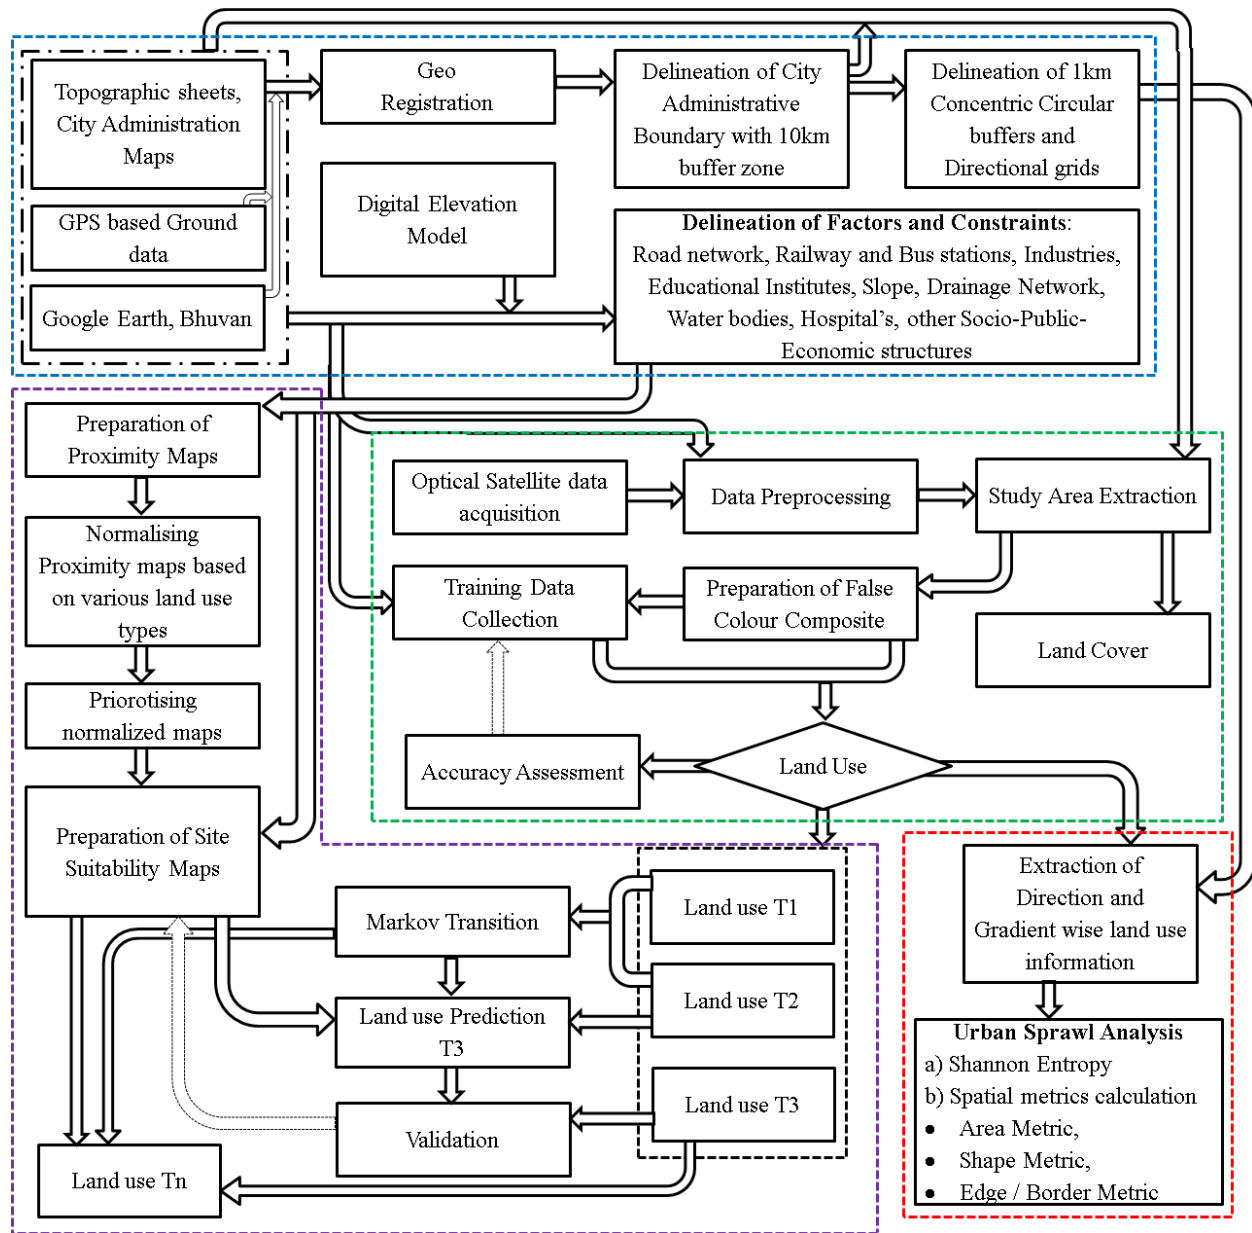 Topographic sheets,
City Administration
Maps
GPS based Ground
data
Google Earth, Bhuvan
Geo
Registration
Digital Elevation
Model
Delineation of City
Administrative
Boundary with 10km
buffer zone
Delineation of 1km
Concentric Circular
buffers and
Directional grids
Delineation of Factors and Constraints:
Road network, Railway and Bus stations, Industries,
Educational Institutes, Slope, Drainage Network,
Water bodies, Hospital's, other Socio-Public-
Economic structures
Preparation of
Proximity Maps
Normalising
Proximity maps based
on various land use
types
Priorotising
normalized maps
Preparation of Site
Suitability Maps
Optical Satellite data
acquisition
Data Preprocessing
Study Area Extraction
Training Data
Collection
Preparation of False
Colour Composite
Land Cover
Accuracy Assessment
Land Use
Markov Transition
Land use Prediction
T3
Validation
Land use Tn
Land use T1
Land use T2
Land use T3
Extraction of
Direction and
Gradient wise land use
information
Urban Sprawl Analysis
a) Shannon Entropy
b) Spatial metrics calculation
• Area Metric,
• Shape Metric,
• Edge / Border Metric